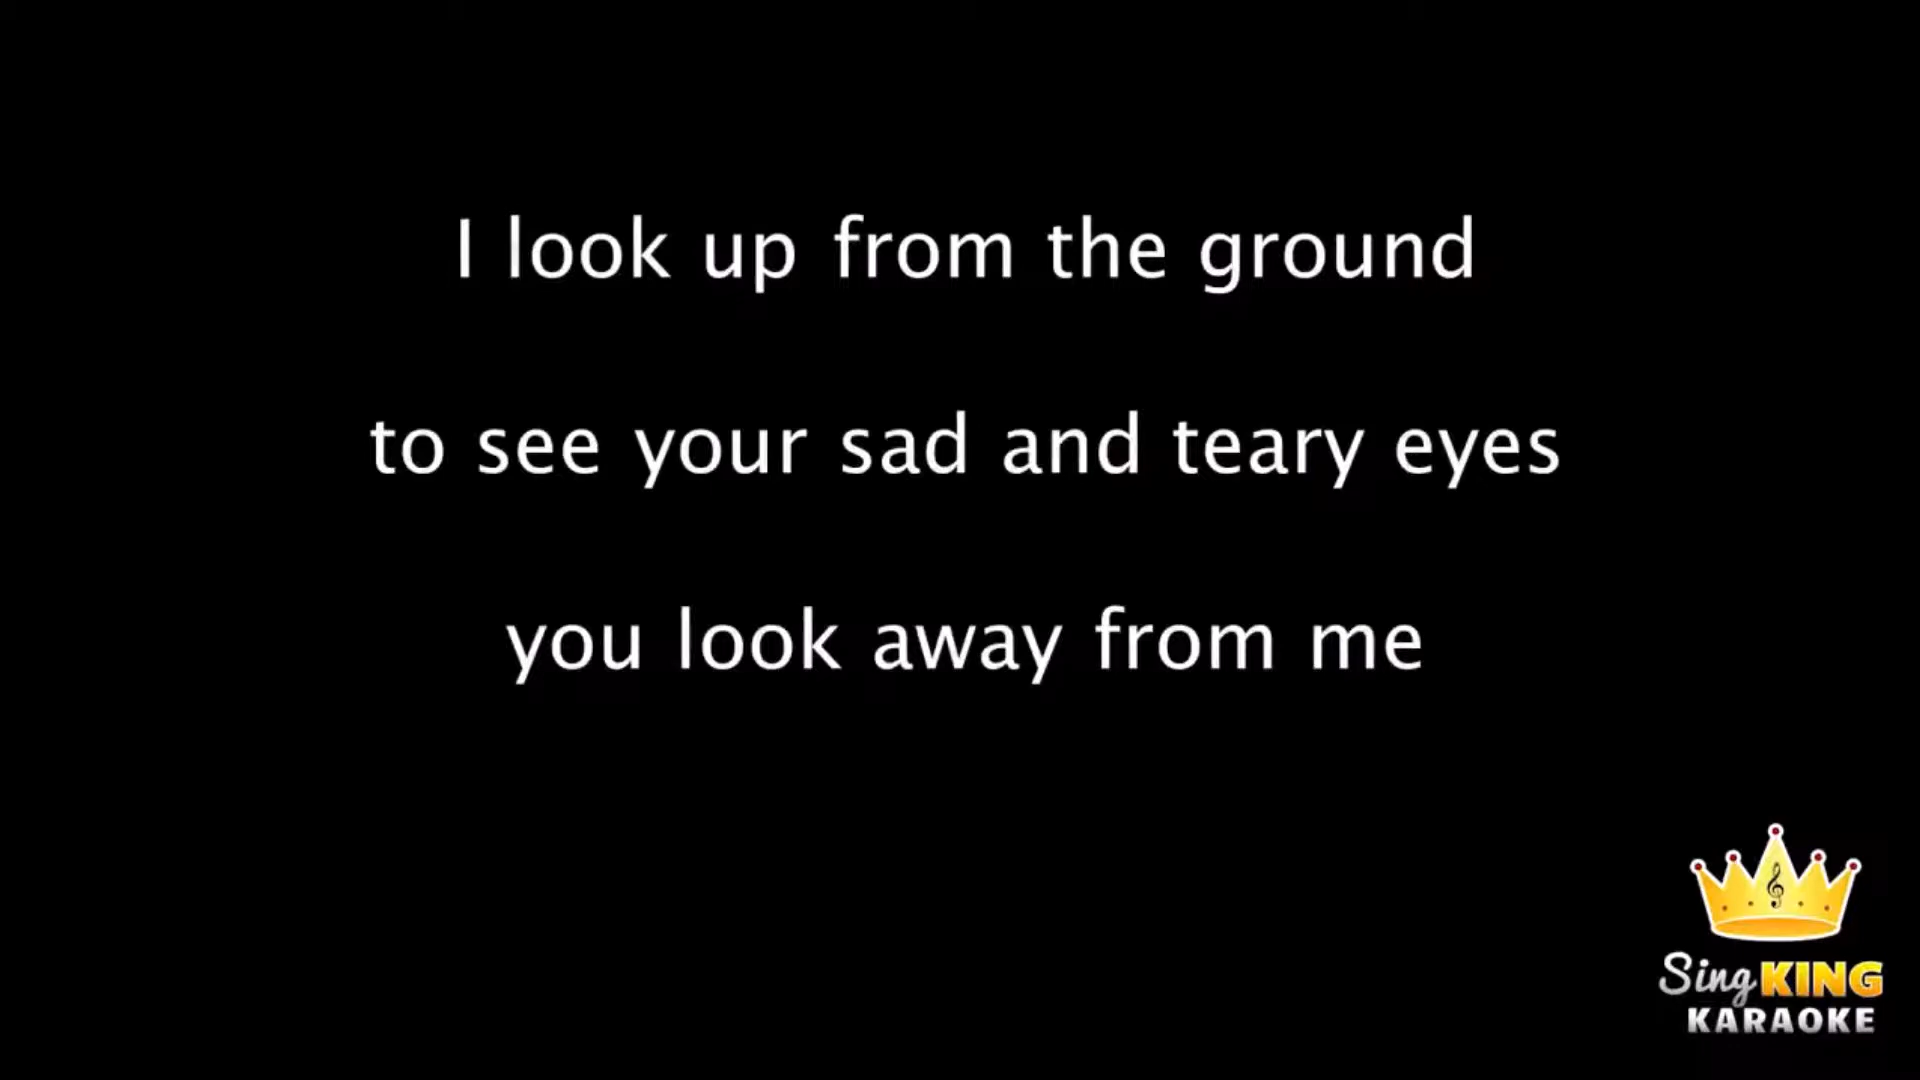 I look up from the ground
to see your sad and teary eyes
you look away from me
Sing KING
KARAOKE